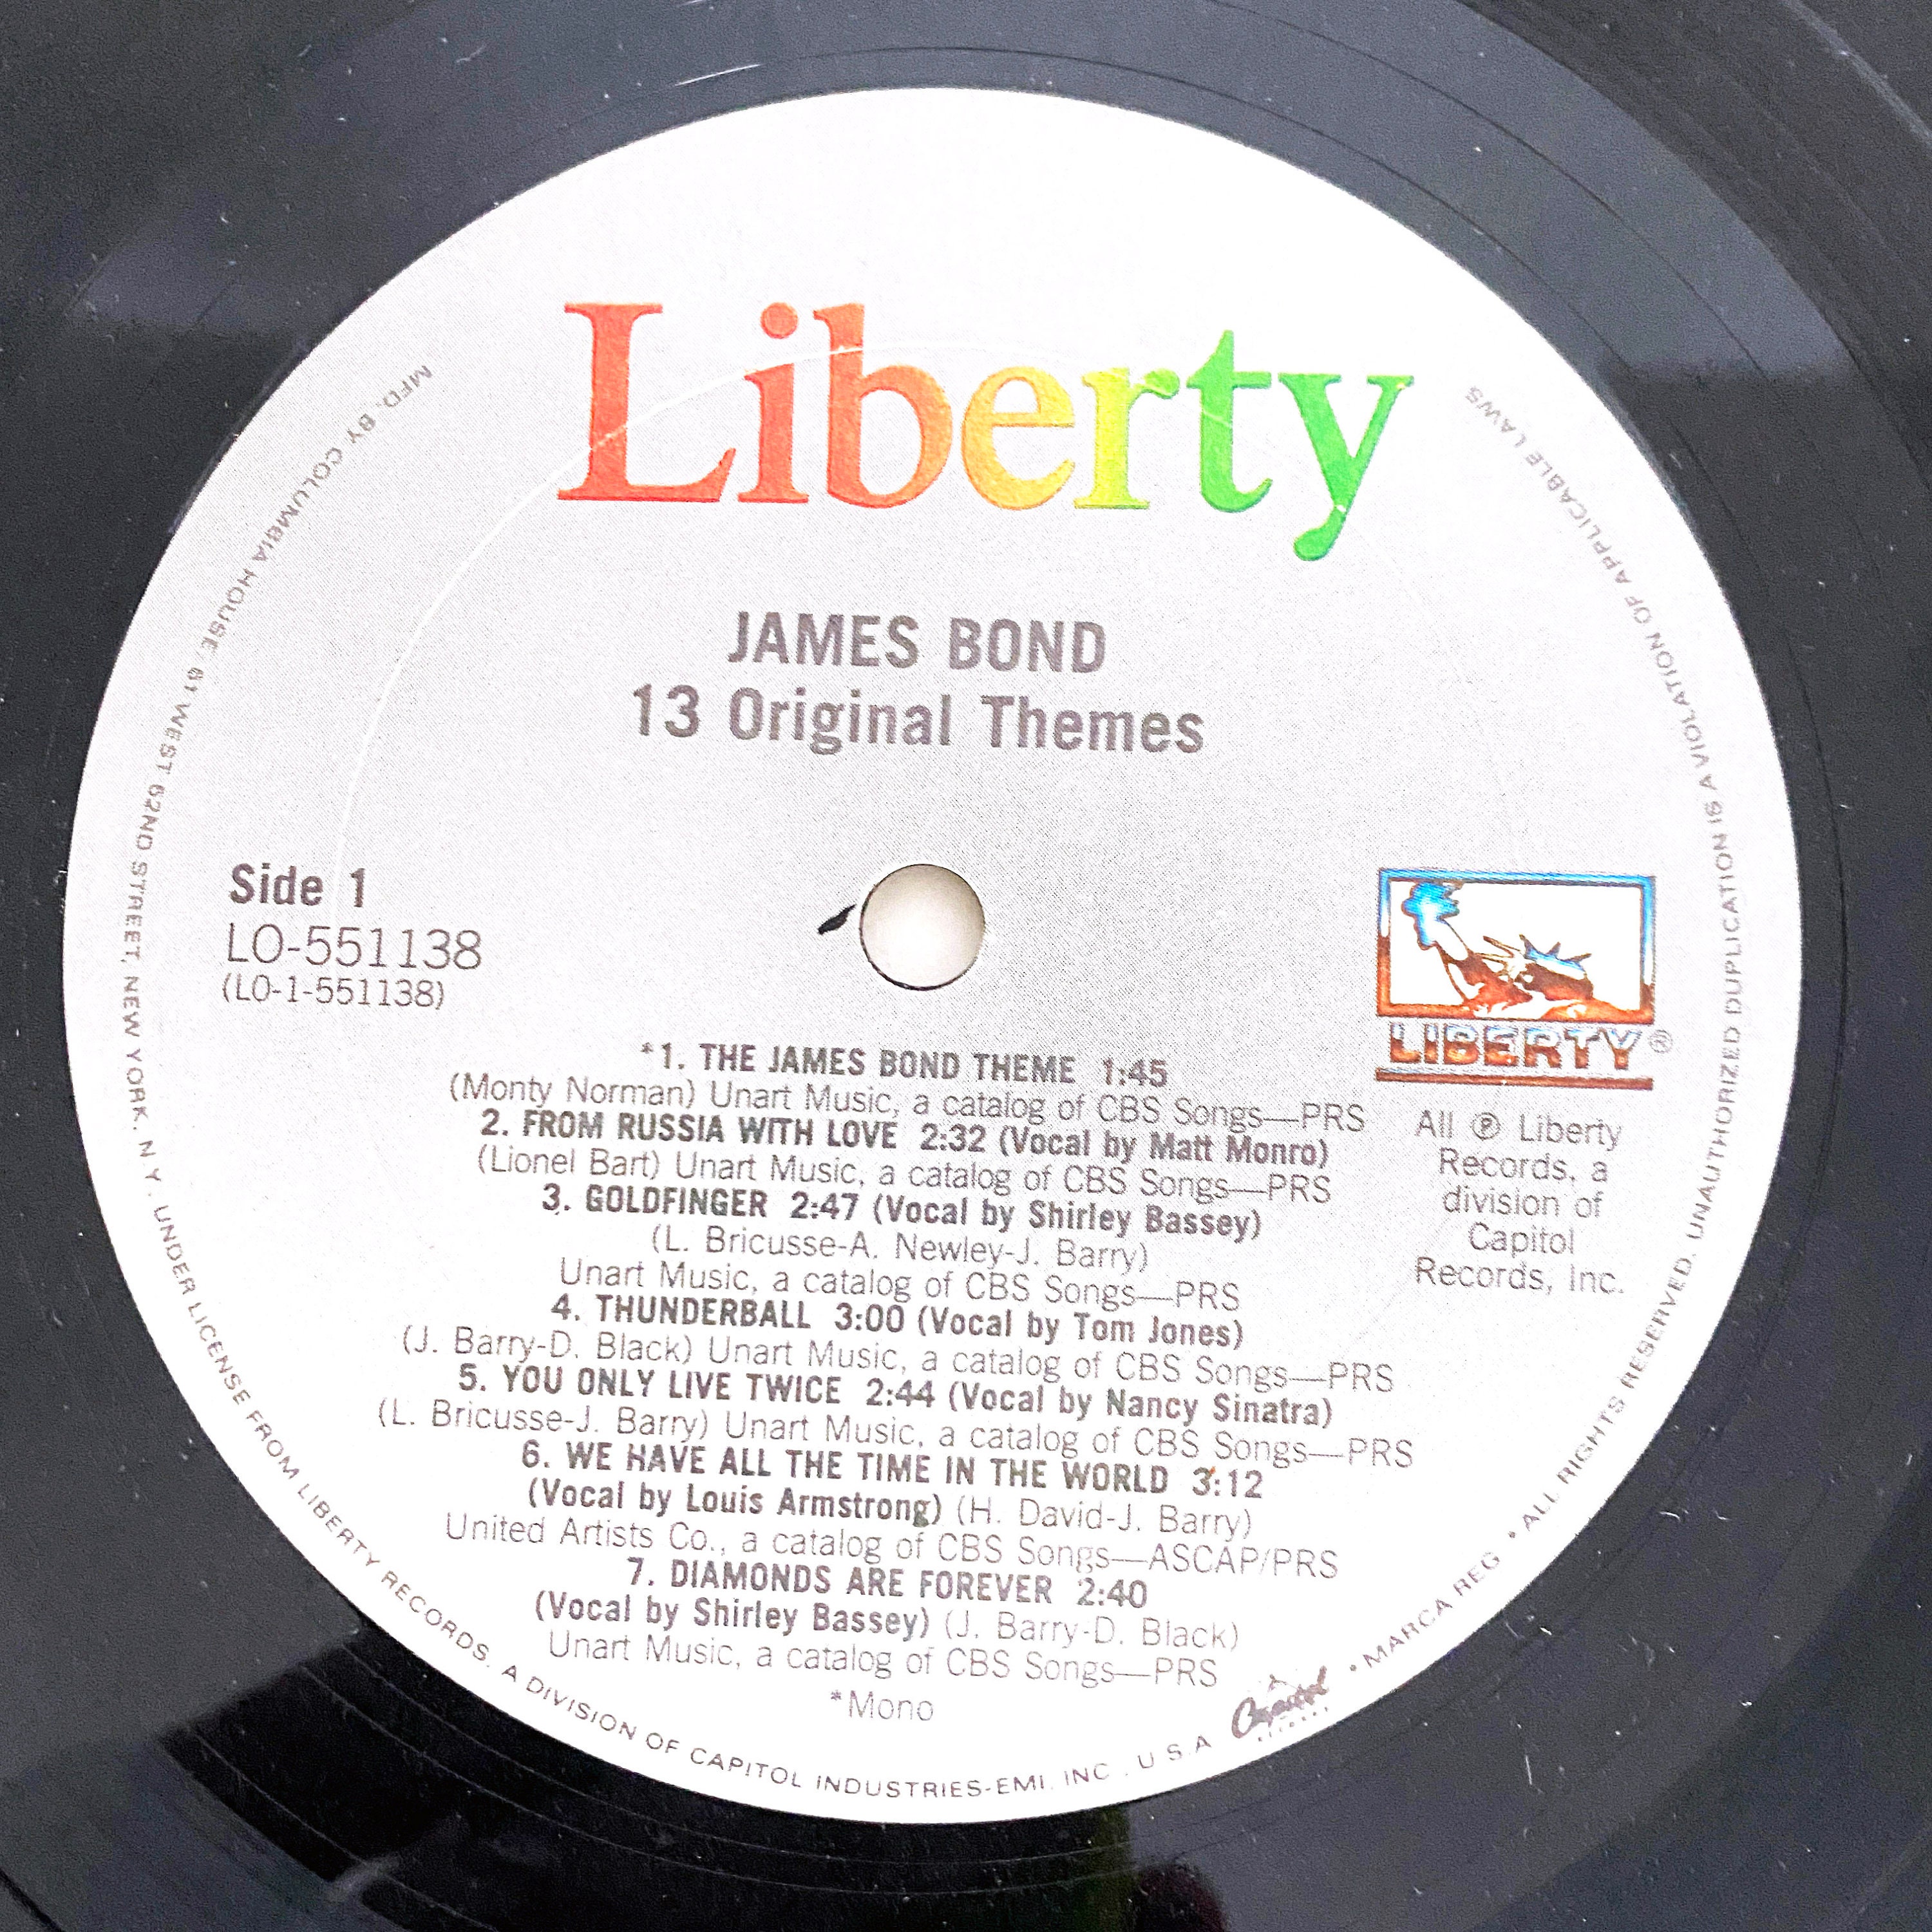 Liberty
JAMES BOND
13 Original Themes
Side 1
LO-551138
(LO-1-551138)
LIBERTY®
All ℗ Liberty
Records, a
division of
Capitol
Records, Inc.
*1. THE JAMES BOND THEME 1:45
(Monty Norman) Unart Music, a catalog of CBS Songs—PRS
2. FROM RUSSIA WITH LOVE 2:32 (Vocal by Matt Monro)
(Lionel Bart) Unart Music, a catalog of CBS Songs—PRS
3. GOLDFINGER 2:47 (Vocal by Shirley Bassey)
(L. Bricusse-A. Newley-J. Barry)
Unart Music, a catalog of CBS Songs—PRS
4. THUNDERBALL 3:00 (Vocal by Tom Jones)
(J. Barry-D. Black) Unart Music, a catalog of CBS Songs—PRS
5. YOU ONLY LIVE TWICE 2:44 (Vocal by Nancy Sinatra)
(L. Bricusse-J. Barry) Unart Music, a catalog of CBS Songs—PRS
6. WE HAVE ALL THE TIME IN THE WORLD 3:12
(Vocal by Louis Armstrong) (H. David-J. Barry)
United Artists Co., a catalog of CBS Songs—ASCAP/PRS
7. DIAMONDS ARE FOREVER 2:40
(Vocal by Shirley Bassey) (J. Barry-D. Black)
Unart Music, a catalog of CBS Songs—PRS
*Mono
MFD. BY COLUMBIA HOUSE, 61 WEST 62ND STREET, NEW YORK, N.Y. UNDER LICENSE FROM LIBERTY RECORDS, A DIVISION OF CAPITOL INDUSTRIES-EMI, INC., U.S.A. Capitol • MARCA REG. • ALL RIGHTS RESERVED. UNAUTHORIZED DUPLICATION IS A VIOLATION OF APPLICABLE LAWS